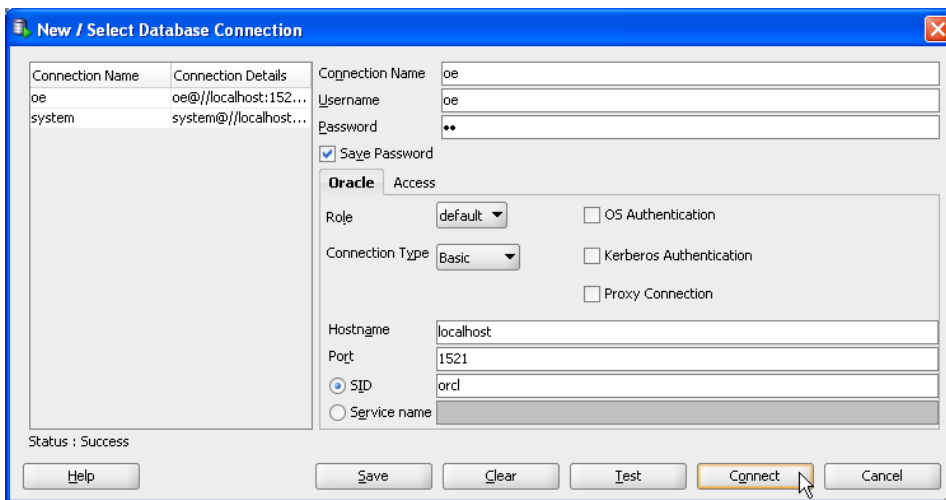 New / Select Database Connection
Connection Name Connection Details
oe oe@//localhost:152...
system system@//localhost...
Connection Name oe
Username oe
Password ••
Save Password
Oracle Access
Role default OS Authentication
Connection Type Basic Kerberos Authentication
Proxy Connection
Hostname localhost
Port 1521
SID orcl
Service name
Status : Success
Help Save Clear Test Connect Cancel